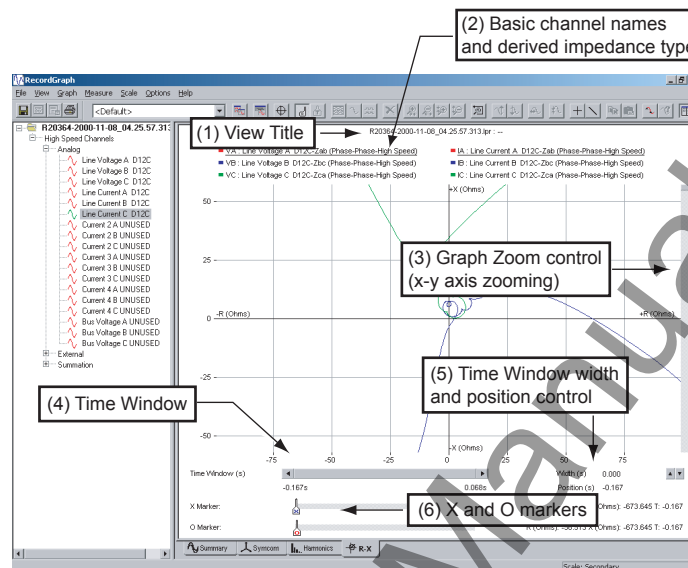 (2) Basic channel names
and derived impedance type
RecordGraph
File View Graph Measure Scale Options Help
<Default>
R20364-2000-11-08_04.25.57.313
High Speed Channels
Analog
Line Voltage A D12C
Line Voltage B D12C
Line Voltage C D12C
Line Current A D12C
Line Current B D12C
Line Current C D12C
Current 2 A UNUSED
Current 2 B UNUSED
Current 2 C UNUSED
Current 3 A UNUSED
Current 3 B UNUSED
Current 3 C UNUSED
Current 4 A UNUSED
Current 4 B UNUSED
Current 4 C UNUSED
Bus Voltage A UNUSED
Bus Voltage B UNUSED
Bus Voltage C UNUSED
External
Summation
(1) View Title
R20364-2000-11-08_04.25.57.313.lpr : --
VA : Line Voltage A D12C-Zab (Phase-Phase-High Speed)
IA : Line Current A D12C-Zab (Phase-Phase-High Speed)
VB : Line Voltage B D12C-Zbc (Phase-Phase-High Speed)
IB : Line Current B D12C-Zbc (Phase-Phase-High Speed)
VC : Line Voltage C D12C-Zca (Phase-Phase-High Speed)
IC : Line Current C D12C-Zca (Phase-Phase-High Speed)
+X (Ohms)
50
25
(3) Graph Zoom control
(x-y axis zooming)
0
-R (Ohms)
+R (Ohms)
-25
(5) Time Window width
and position control
(4) Time Window
-50
-X (Ohms)
-75 -50 -25 0 25 50 75
Time Window (s)
Width (s) 0.000
-0.167s 0.068s
Position (s) -0.167
X Marker:
(6) X and O markers
(Ohms): -673.645 T: -0.167
O Marker:
X (Ohms): -673.645 T: -0.167
Summary Symcom Harmonics R-X
Scale: Secondary
Manual